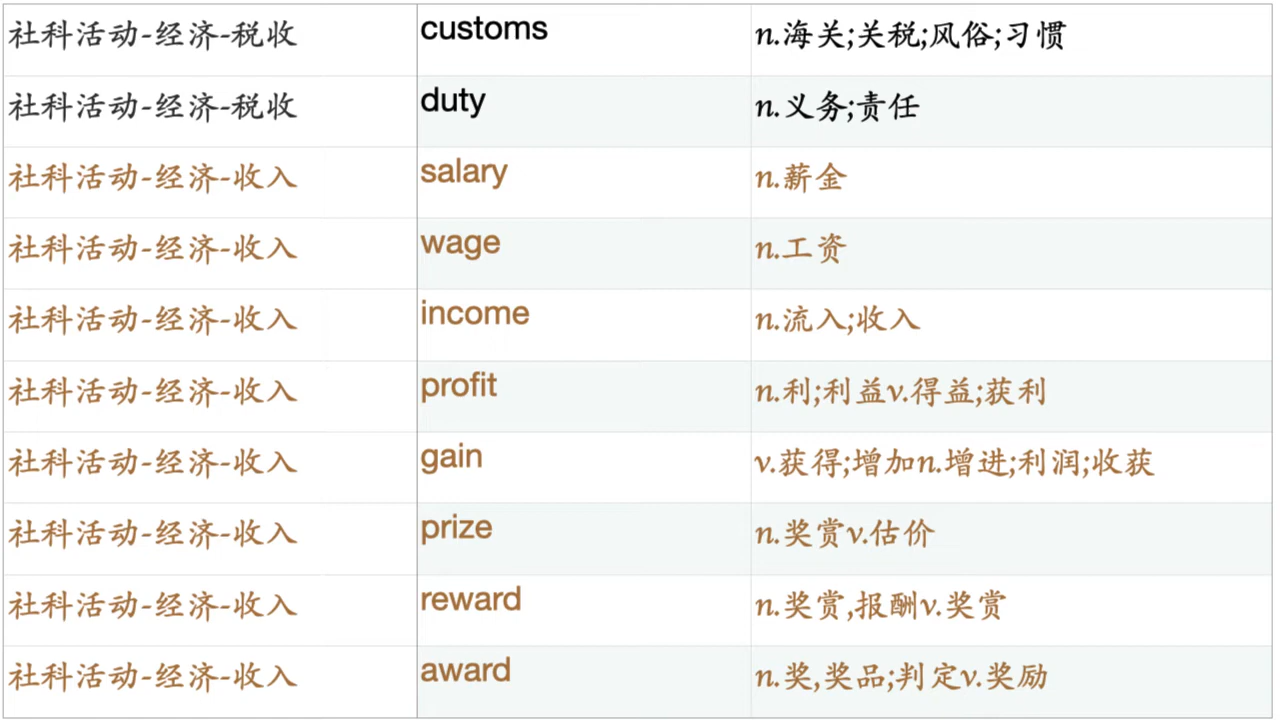 社科活动-经济-税收 customs n.海关;关税;风俗;习惯
社科活动-经济-税收 duty n.义务;责任
社科活动-经济-收入 salary n.薪金
社科活动-经济-收入 wage n.工资
社科活动-经济-收入 income n.流入;收入
社科活动-经济-收入 profit n.利;利益v.得益;获利
社科活动-经济-收入 gain v.获得;增加n.增进;利润;收获
社科活动-经济-收入 prize n.奖赏v.估价
社科活动-经济-收入 reward n.奖赏,报酬v.奖赏
社科活动-经济-收入 award n.奖,奖品;判定v.奖励